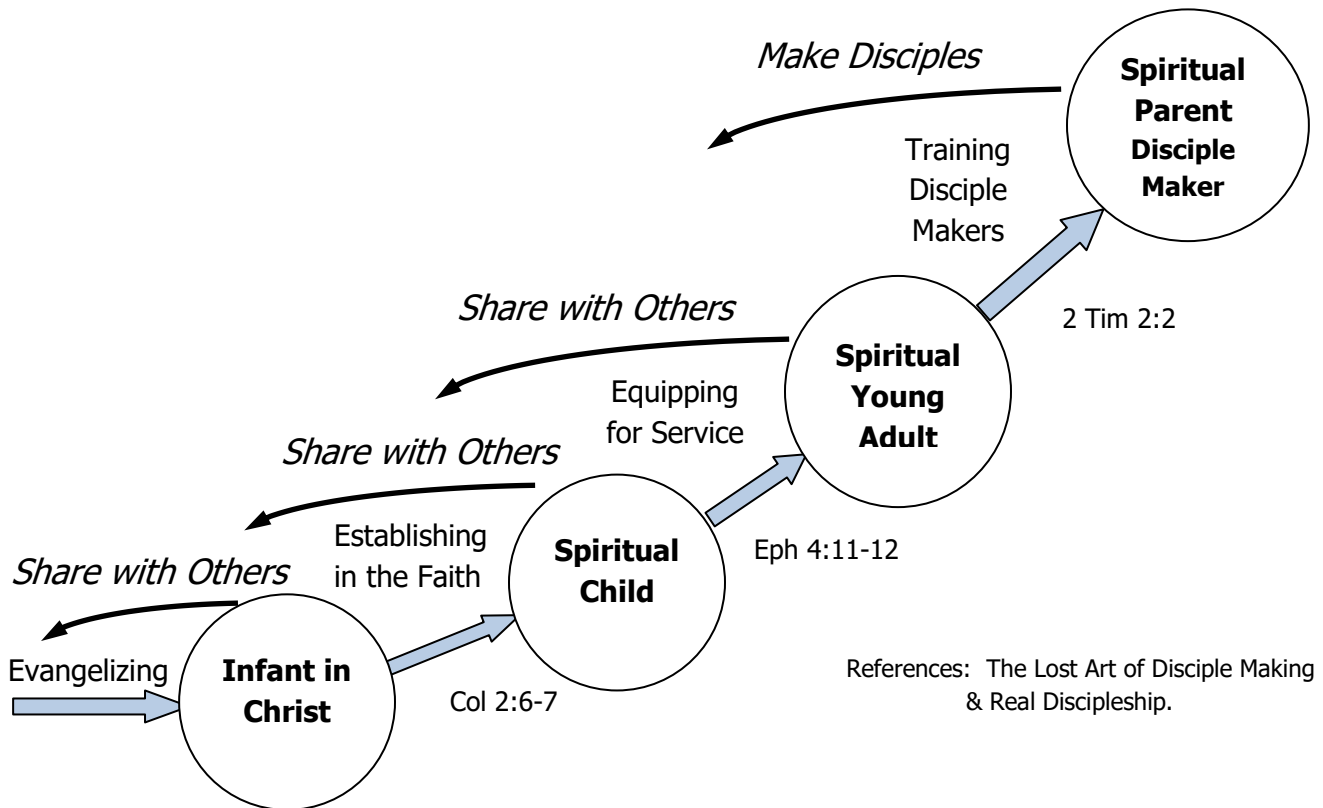 Make Disciples
Spiritual
Parent
Disciple
Maker
Training
Disciple
Makers
2 Tim 2:2
Share with Others
Spiritual
Young
Adult
Equipping
for Service
Eph 4:11-12
Share with Others
Spiritual
Child
Establishing
in the Faith
Col 2:6-7
Share with Others
Infant in
Christ
Evangelizing
References:  The Lost Art of Disciple Making
& Real Discipleship.